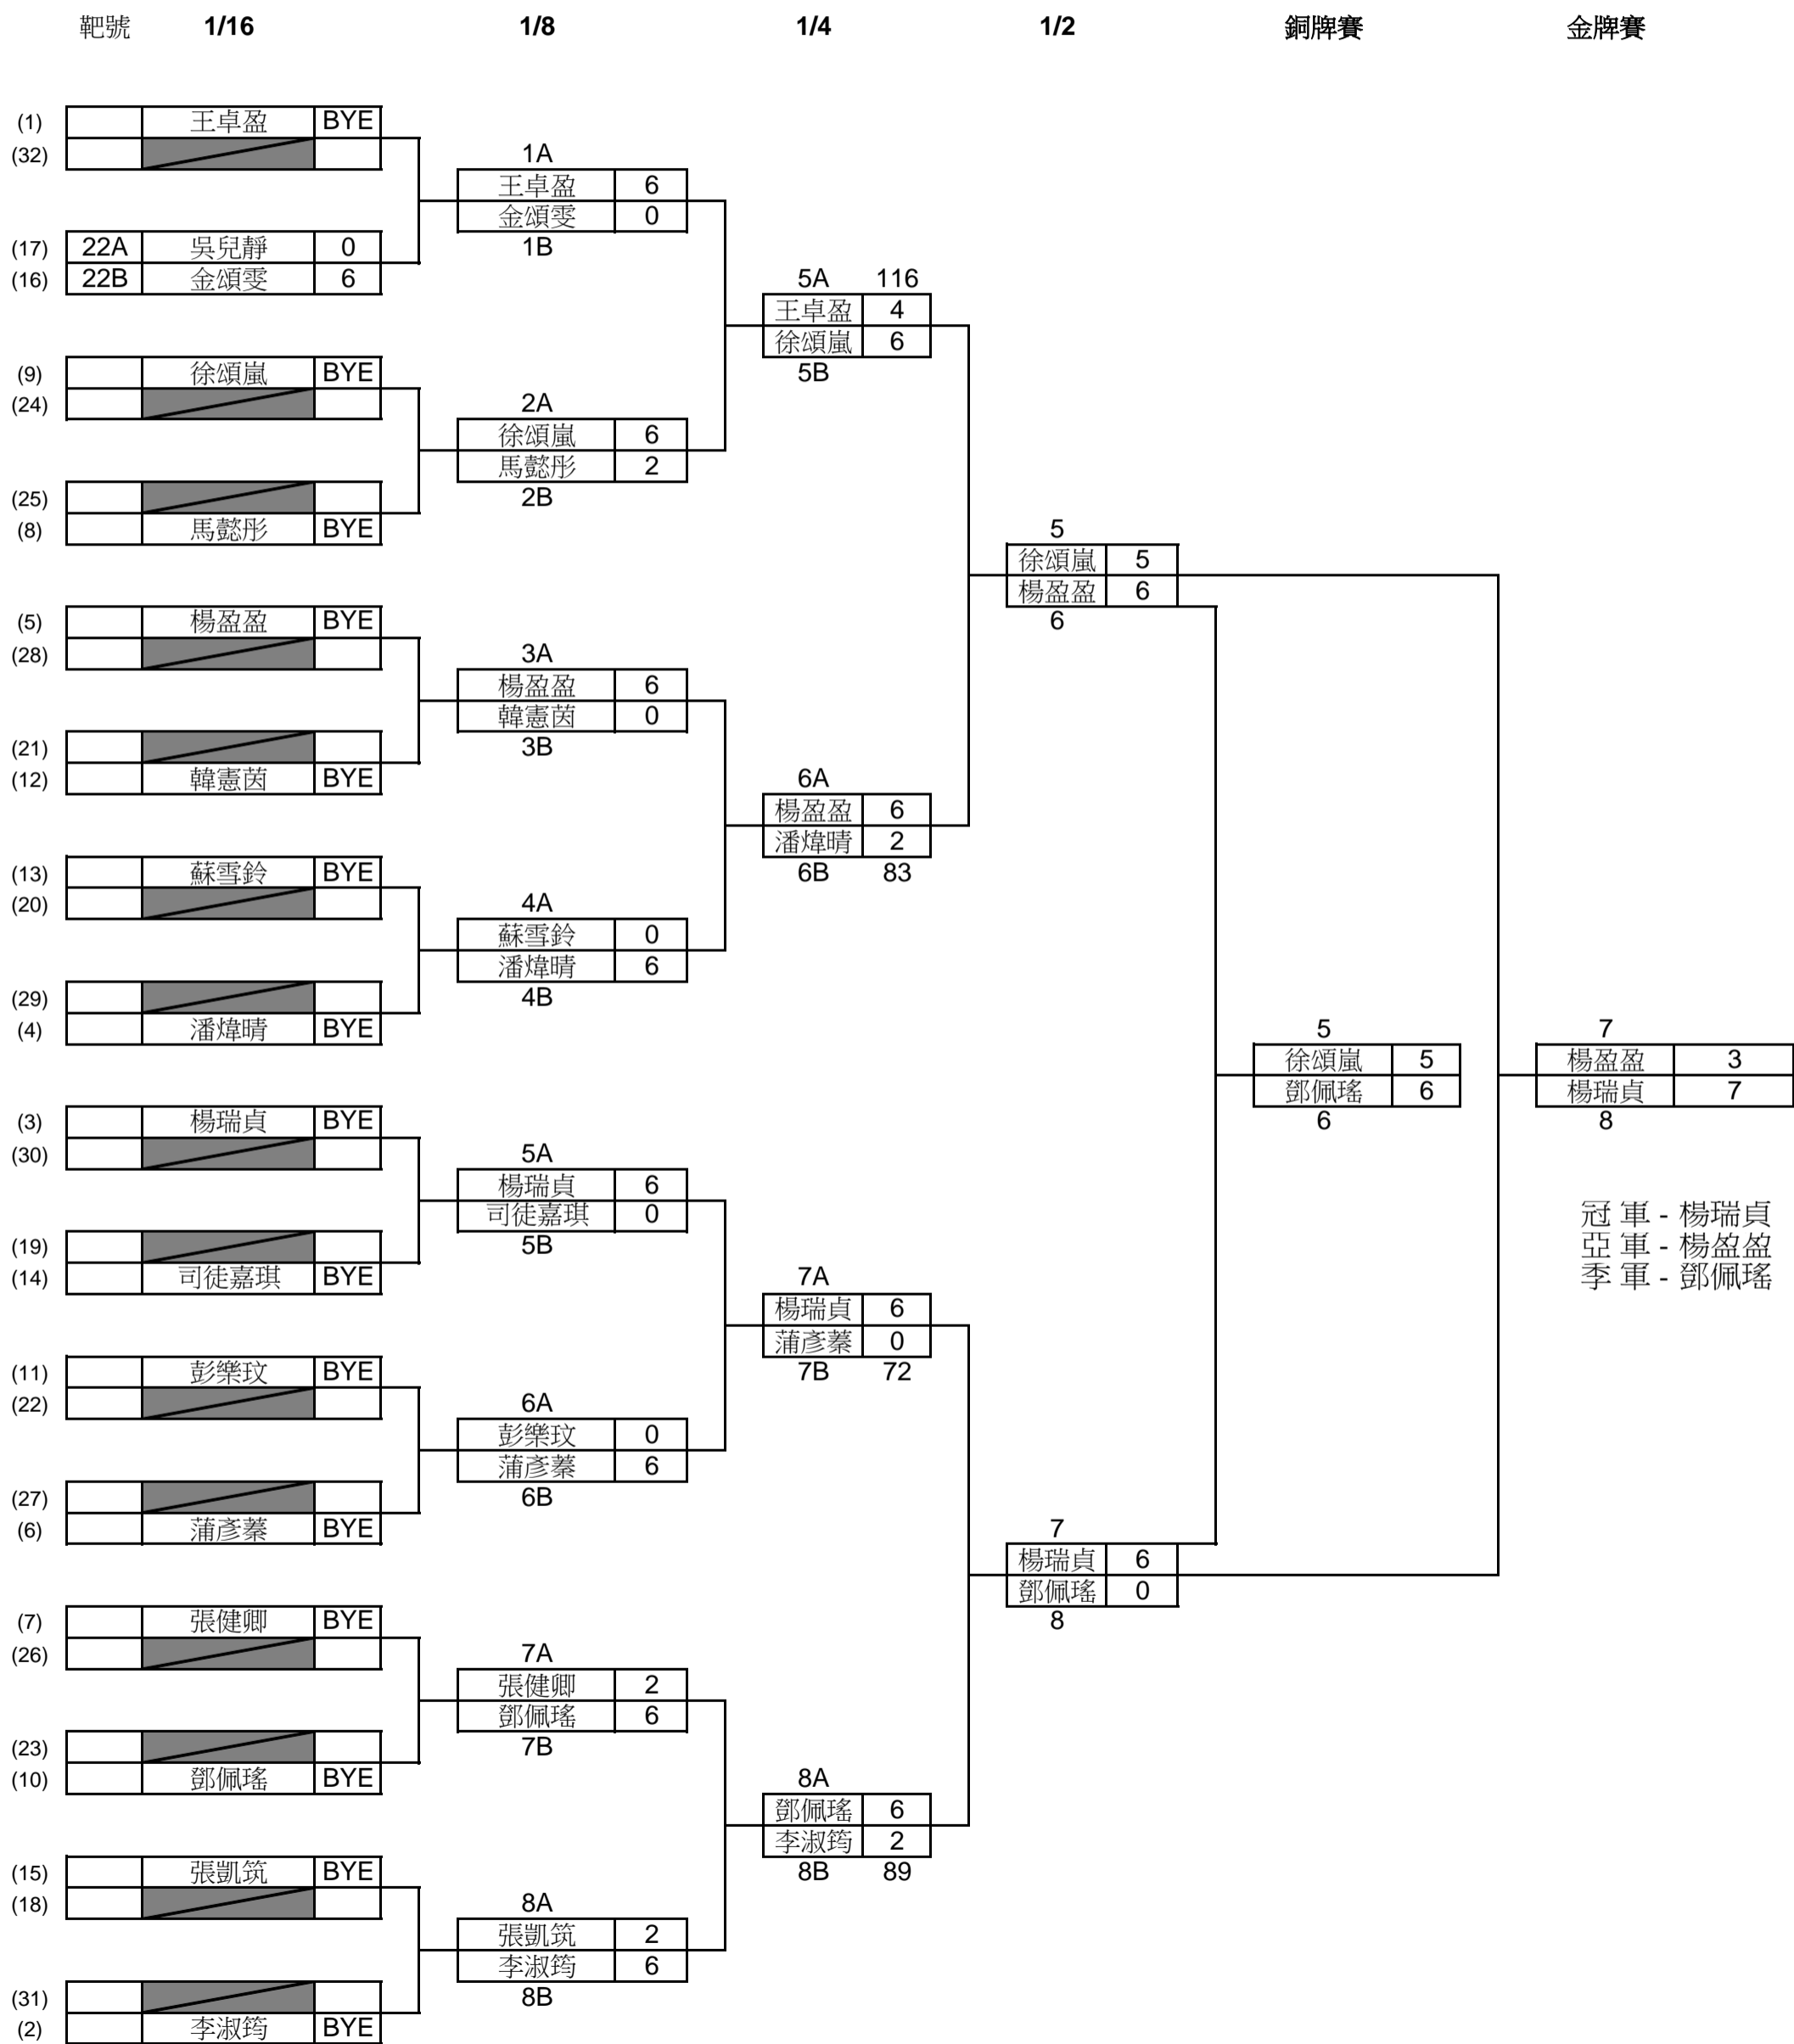 靶號 1/16 1/8 1/4 1/2 銅牌賽 金牌賽
(1) 王卓盈 BYE
(32)
1A
王卓盈 6
金頌雯 0
1B
(17) 22A 吳兒靜 0
(16) 22B 金頌雯 6
5A 116
王卓盈 4
徐頌嵐 6
5B
(9) 徐頌嵐 BYE
(24)
2A
徐頌嵐 6
馬懿彤 2
2B
(25)
(8) 馬懿彤 BYE
5
徐頌嵐 5
楊盈盈 6
6
(5) 楊盈盈 BYE
(28)
3A
楊盈盈 6
韓憲茵 0
3B
(21)
(12) 韓憲茵 BYE
6A
楊盈盈 6
潘煒晴 2
6B 83
(13) 蘇雪鈴 BYE
(20)
4A
蘇雪鈴 0
潘煒晴 6
4B
(29)
(4) 潘煒晴 BYE
5
徐頌嵐 5
鄧佩瑤 6
6
7
楊盈盈 3
楊瑞貞 7
8
(3) 楊瑞貞 BYE
(30)
5A
楊瑞貞 6
司徒嘉琪 0
5B
冠 軍 - 楊瑞貞
亞 軍 - 楊盈盈
季 軍 - 鄧佩瑤
(19)
(14) 司徒嘉琪 BYE
7A
楊瑞貞 6
蒲彥蓁 0
7B 72
(11) 彭樂玟 BYE
(22)
6A
彭樂玟 0
蒲彥蓁 6
6B
(27)
(6) 蒲彥蓁 BYE
7
楊瑞貞 6
鄧佩瑤 0
8
(7) 張健卿 BYE
(26)
7A
張健卿 2
鄧佩瑤 6
7B
(23)
(10) 鄧佩瑤 BYE
8A
鄧佩瑤 6
李淑筠 2
8B 89
(15) 張凱筑 BYE
(18)
8A
張凱筑 2
李淑筠 6
8B
(31)
(2) 李淑筠 BYE